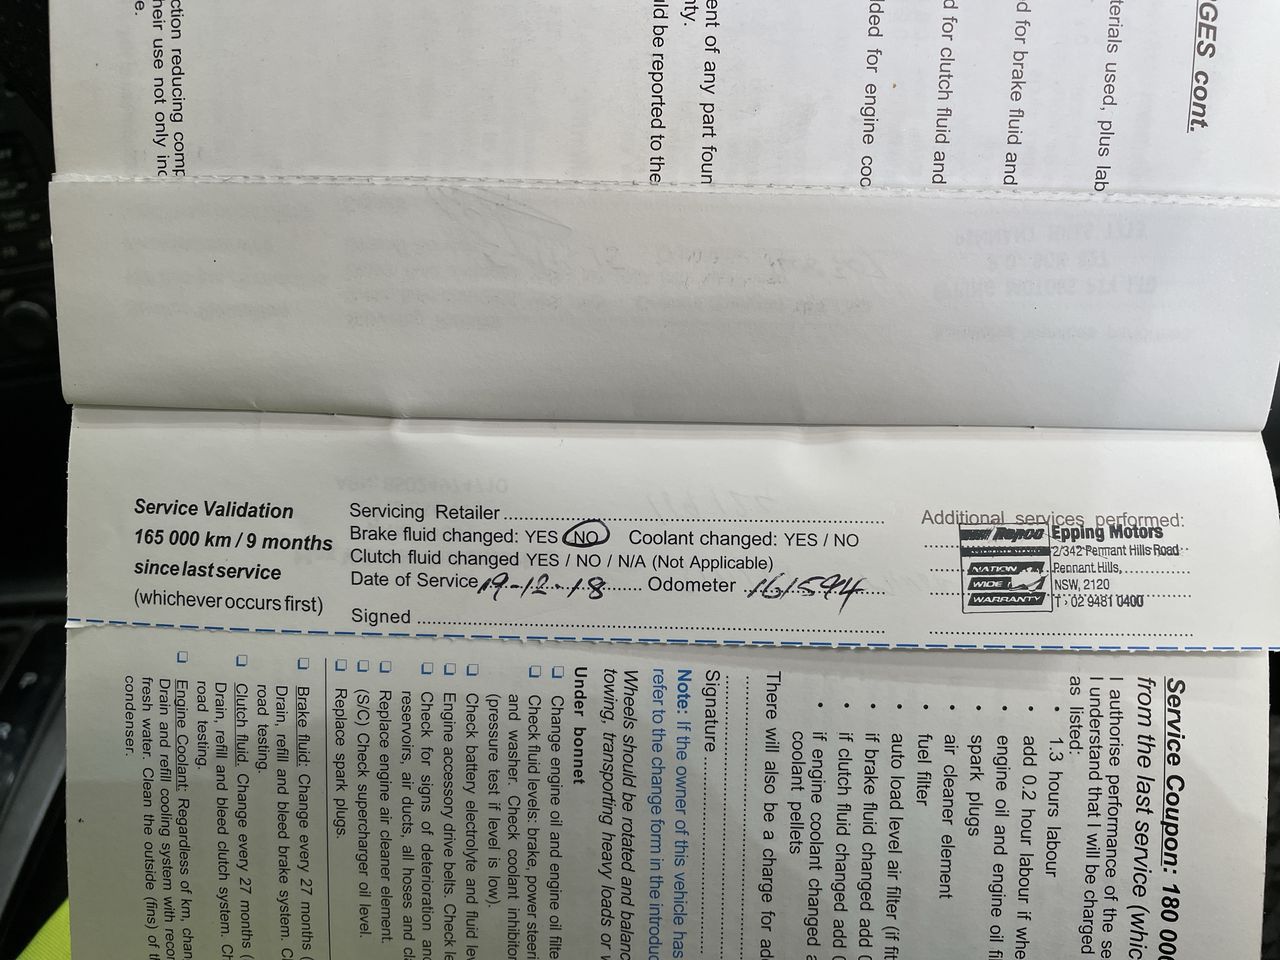 GES cont.
terials used, plus lab
d for brake fluid and
d for clutch fluid and
ded for engine coo
ent of any part foun
nty.
ld be reported to the
ction reducing comp
heir use not only inc
e.
Service Validation
165 000 km / 9 months
since last service
(whichever occurs first)
Servicing Retailer
Brake fluid changed: YES NO Coolant changed: YES / NO
Clutch fluid changed YES / NO / N/A (Not Applicable)
Date of Service 19-12-18 Odometer 161594
Signed
Additional services performed:
Repco
NATION
WIDE
WARRANTY
Epping Motors
2/342 Pennant Hills Road
Pennant Hills,
NSW, 2120
T: 02 9481 0400
Service Coupon: 180 000
from the last service (whic
I authorise performance of the se
I understand that I will be charged
as listed:
• 1.3 hours labour
• add 0.2 hour labour if whe
• engine oil and engine oil fi
• spark plugs
• air cleaner element
• fuel filter
• auto load level air filter (if fit
• if brake fluid changed add 0
• if clutch fluid changed add 0
• if engine coolant changed a
coolant pellets
There will also be a charge for ad
Signature
Note: If the owner of this vehicle has
refer to the change form in the introduc
Wheels should be rotated and balanc
towing, transporting heavy loads or v
Under bonnet
❑ Change engine oil and engine oil filte
❑ Check fluid levels: brake, power steeri
and washer. Check coolant inhibitor
(pressure test if level is low).
❑ Check battery electrolyte and fluid lev
❑ Engine accessory drive belts. Check le
❑ Check for signs of deterioration and
reservoirs, air ducts, all hoses and cla
❑ Replace engine air cleaner element.
❑ (S/C) Check supercharger oil level.
❑ Replace spark plugs.
❑ Brake fluid: Change every 27 months (
Drain, refill and bleed brake system. Cl
road testing.
❑ Clutch fluid. Change every 27 months (
Drain, refill and bleed clutch system. Ch
road testing.
❑ Engine Coolant: Regardless of km, chan
Drain and refill cooling system with recor
fresh water. Clean the outside (fins) of th
condenser.